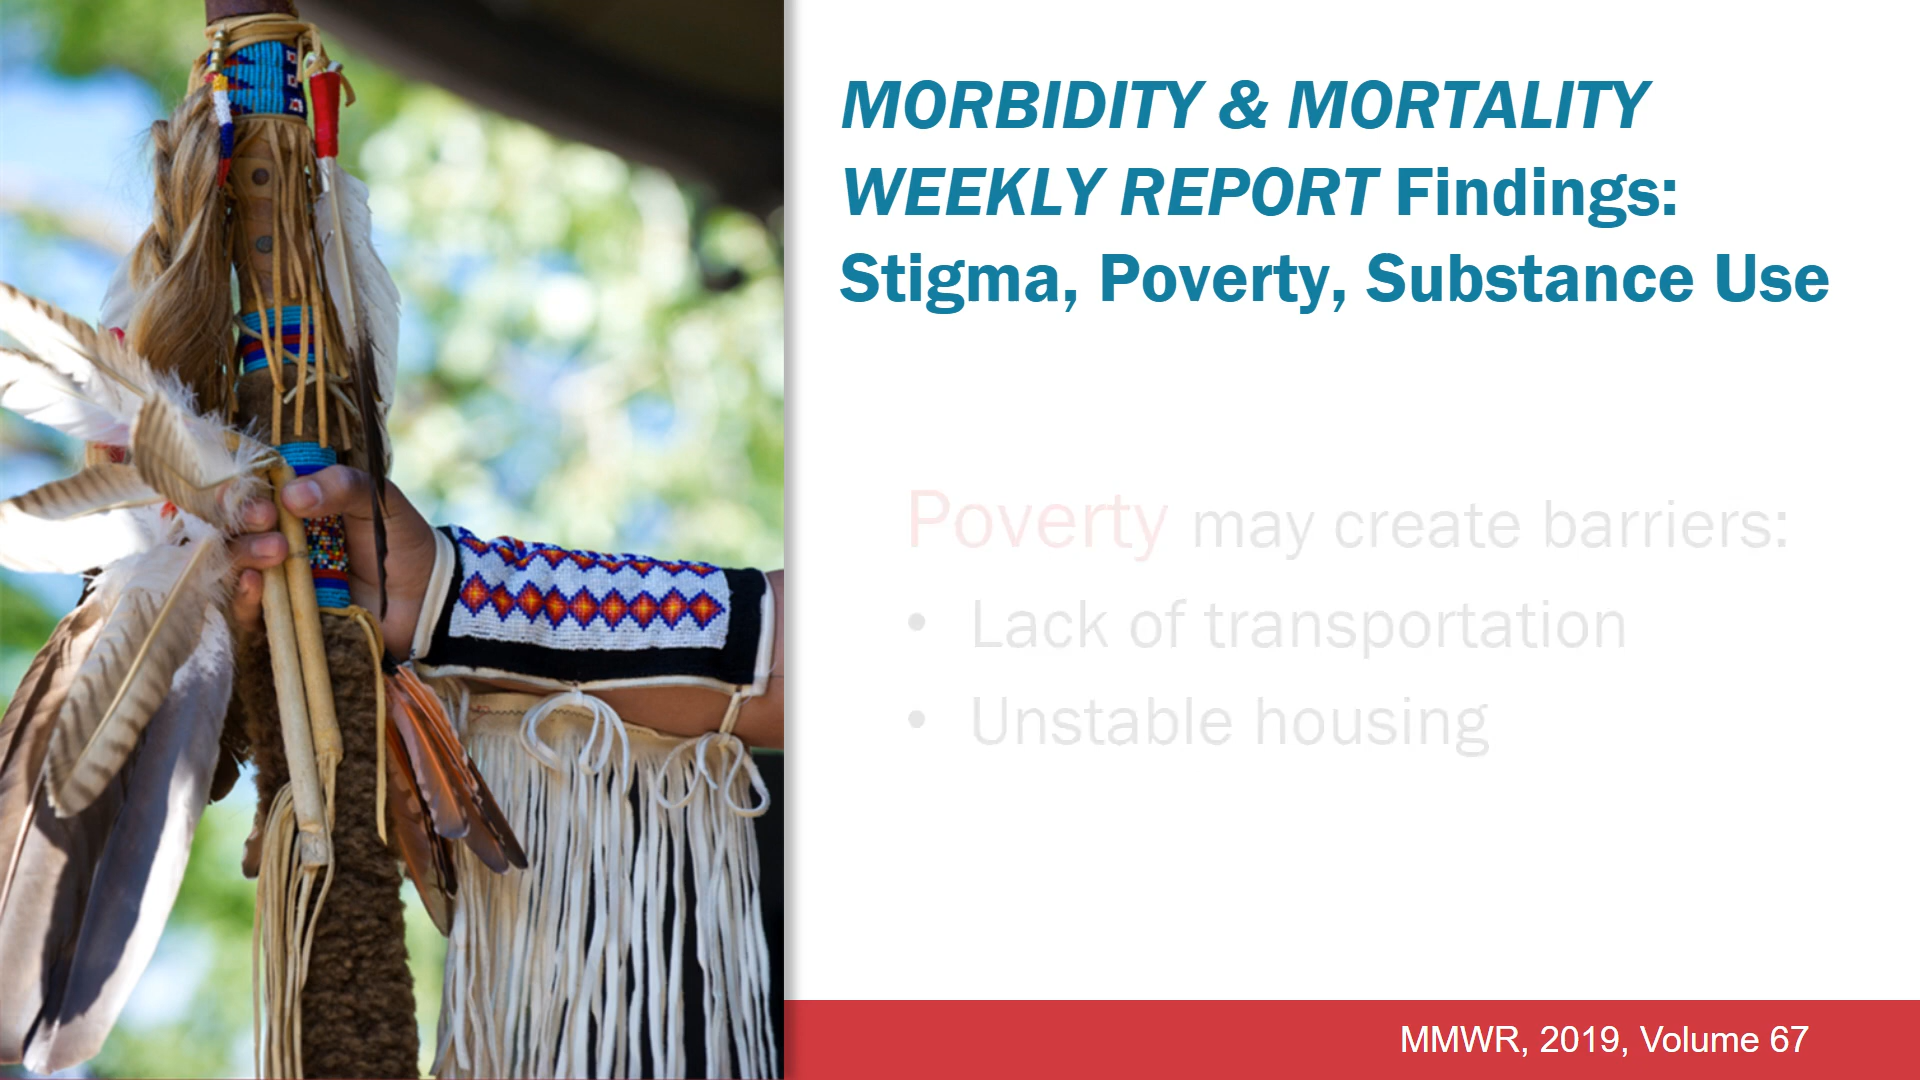 MORBIDITY & MORTALITY
WEEKLY REPORT Findings:
Stigma, Poverty, Substance Use
Poverty may create barriers:
• Lack of transportation
• Unstable housing
MMWR, 2019, Volume 67